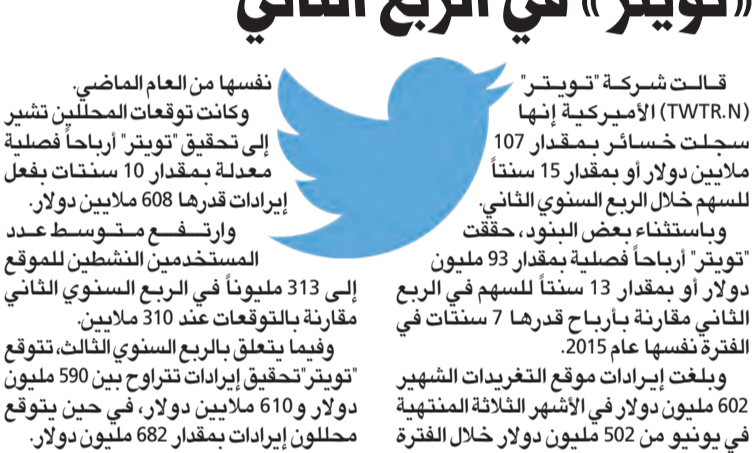 «تويتر» في الربع الثاني
قالت شركة "تويتر"
(TWTR.N) الأميركية إنها
سجلت خسائر بمقدار 107
ملايين دولار أو بمقدار 15 سنتاً
للسهم خلال الربع السنوي الثاني.
وباستثناء بعض البنود، حققت
"تويتر" أرباحاً فصلية بمقدار 93 مليون
دولار أو بمقدار 13 سنتاً للسهم في الربع
الثاني مقارنة بأرباح قدرها 7 سنتات في
الفترة نفسها عام 2015.
وبلغت إيرادات موقع التغريدات الشهير
602 مليون دولار في الأشهر الثلاثة المنتهية
في يونيو من 502 مليون دولار خلال الفترة
نفسها من العام الماضي.
وكانت توقعات المحللين تشير
إلى تحقيق "تويتر" أرباحاً فصلية
معدلة بمقدار 10 سنتات بفعل
إيرادات قدرها 608 ملايين دولار.
وارتفع متوسط عدد
المستخدمين النشطين للموقع
إلى 313 مليوناً في الربع السنوي الثاني
مقارنة بالتوقعات عند 310 ملايين.
وفيما يتعلق بالربع السنوي الثالث، تتوقع
"تويتر"تحقيق إيرادات تتراوح بين 590 مليون
دولار و610 ملايين دولار، في حين يتوقع
محللون إيرادات بمقدار 682 مليون دولار.